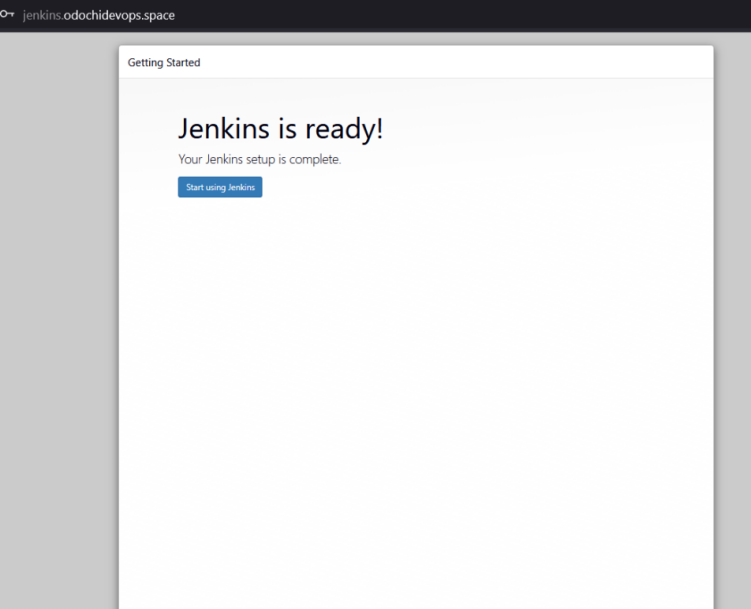 jenkins.odochidevops.space
Getting Started
Jenkins is ready!
Your Jenkins setup is complete.
Start using Jenkins